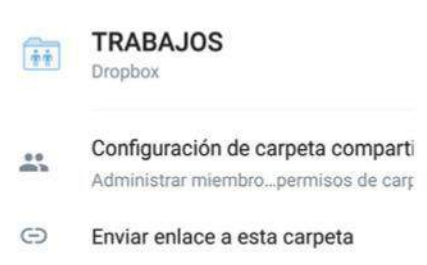 TRABAJOS
Dropbox
Configuración de carpeta comparti
Administrar miembro...permisos de carp
Enviar enlace a esta carpeta